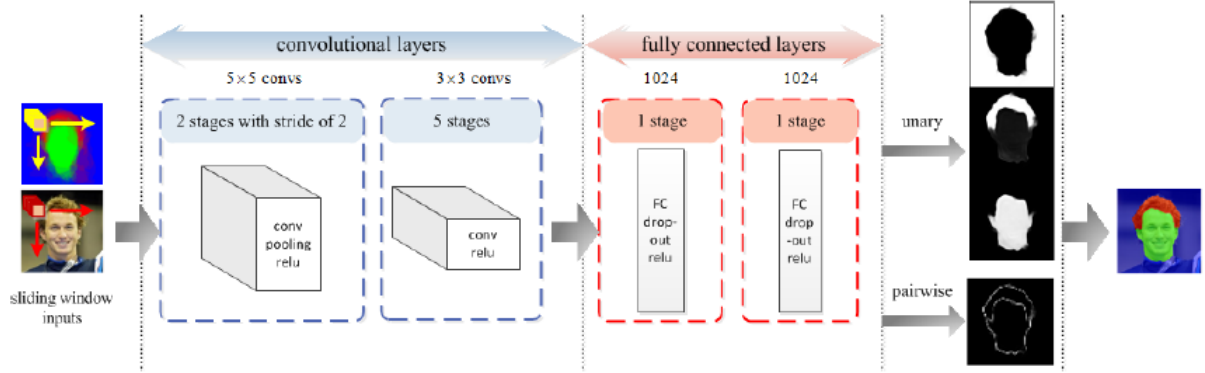 convolutional layers
fully connected layers
5×5 convs
3×3 convs
1024
1024
2 stages with stride of 2
5 stages
1 stage
1 stage
unary
conv
pooling
relu
conv
relu
FC
drop-
out
relu
FC
drop
-out
relu
sliding window
inputs
pairwise